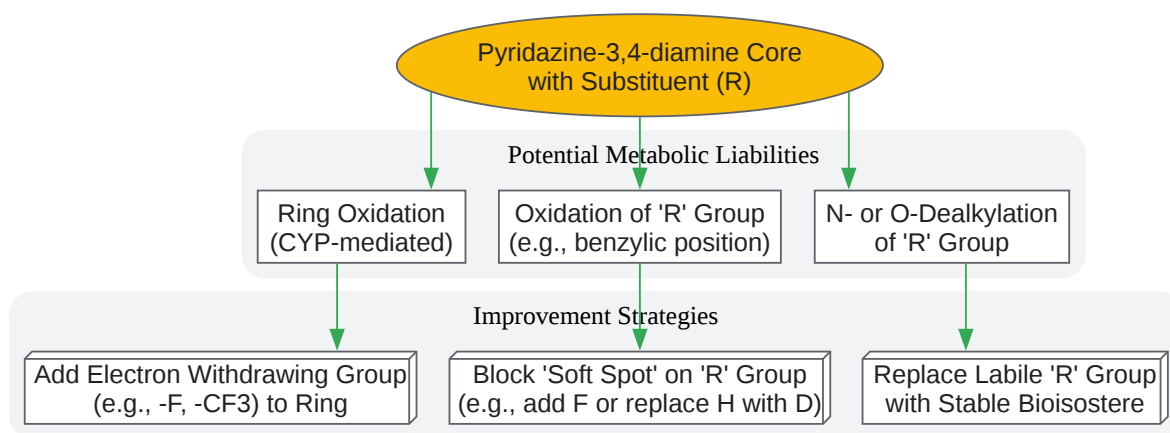 Pyridazine-3,4-diamine Core
with Substituent (R)
Potential Metabolic Liabilities
Ring Oxidation
(CYP-mediated)
Oxidation of 'R' Group
(e.g., benzylic position)
N- or O-Dealkylation
of 'R' Group
Improvement Strategies
Add Electron Withdrawing Group
(e.g., -F, -CF3) to Ring
Block 'Soft Spot' on 'R' Group
(e.g., add F or replace H with D)
Replace Labile 'R' Group
with Stable Bioisostere